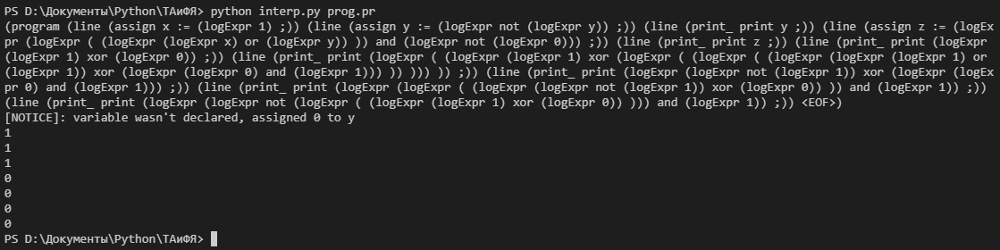 PS D:\Документы\Python\ТАиФЯ> python interp.py prog.pr
(program (line (assign x := (logExpr 1) ;)) (line (assign y := (logExpr not (logExpr y)) ;)) (line (print_ print y ;)) (line (assign z := (logEx
pr (logExpr ( (logExpr (logExpr x) or (logExpr y)) )) and (logExpr not (logExpr 0))) ;)) (line (print_ print z ;)) (line (print_ print (logExpr
(logExpr 1) xor (logExpr 0)) ;)) (line (print_ print (logExpr ( (logExpr (logExpr 1) xor (logExpr ( (logExpr ( (logExpr (logExpr (logExpr 1) or
(logExpr 1)) xor (logExpr (logExpr 0) and (logExpr 1))) )) ))) )) ;)) (line (print_ print (logExpr (logExpr not (logExpr 1)) xor (logExpr (logEx
pr 0) and (logExpr 1))) ;)) (line (print_ print (logExpr (logExpr ( (logExpr (logExpr not (logExpr 1)) xor (logExpr 0)) )) and (logExpr 1)) ;))
(line (print_ print (logExpr (logExpr not (logExpr ( (logExpr (logExpr 1) xor (logExpr 0)) ))) and (logExpr 1)) ;)) <EOF>)
[NOTICE]: variable wasn't declared, assigned 0 to y
1
1
1
0
0
0
0
PS D:\Документы\Python\ТАиФЯ>